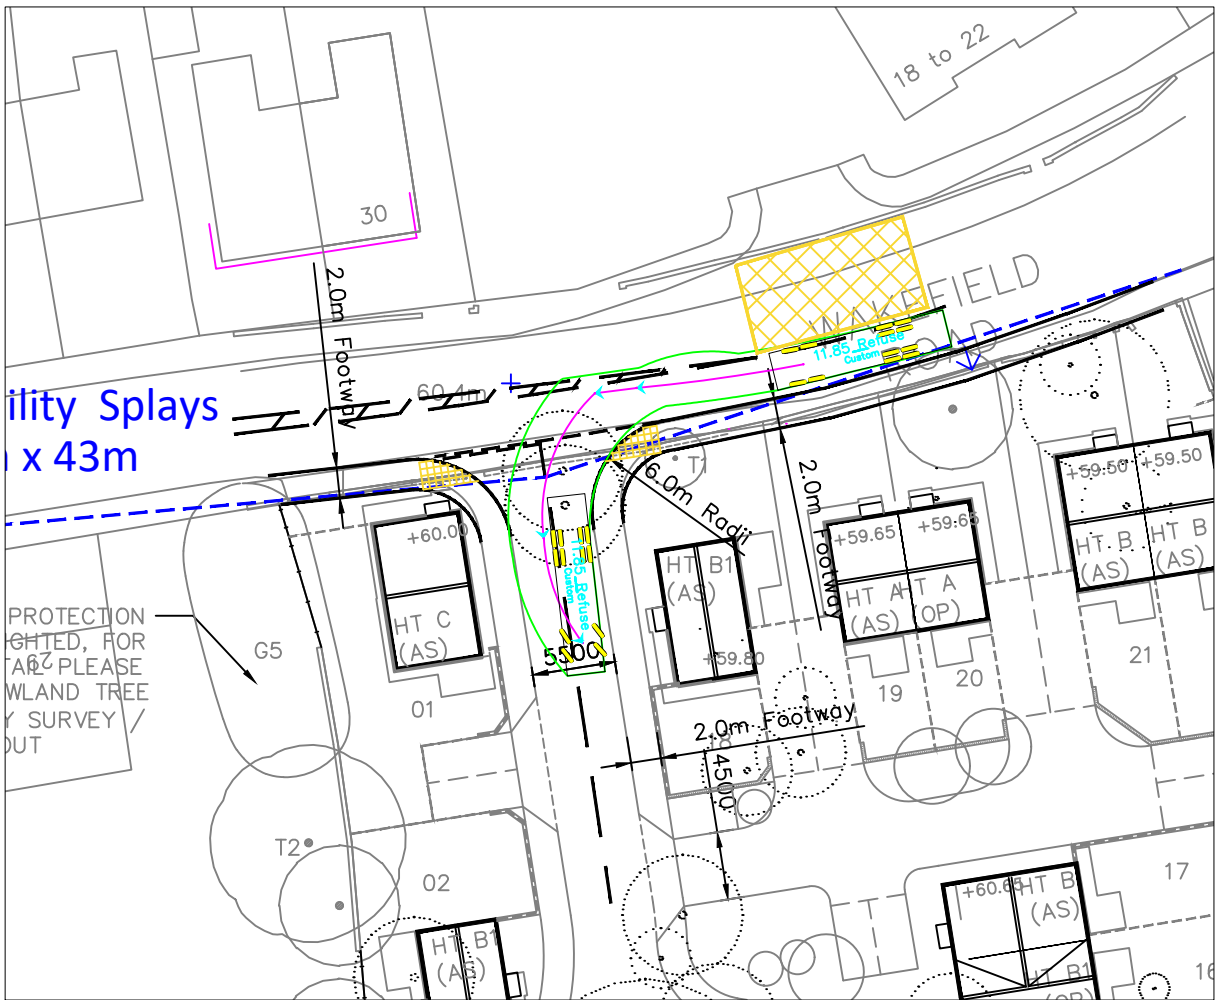 18 to 22
30
2.0m Footway
WAKEFIELD
ROAD
11.85 Refuse
Custom
60.4m
ility Splays
x 43m
T1
6.0m Radii
2.0m Footway
+59.50
+59.50
HT B
(AS)
HT B
(AS)
+60.00
HT C
(AS)
11.85 Refuse
Custom
HT B1
(AS)
+59.80
+59.65
+59.65
HT A
(AS)
HT A
(OP)
PROTECTION
GHTED, FOR
TAIL PLEASE
WLAND TREE
Y SURVEY /
OUT
29
G5
5500
01
18
19
20
21
2.0m Footway
4500
T2
02
17
+60.65
HT B
(AS)
HT B1
(AS)
HT B1
(OP)
16